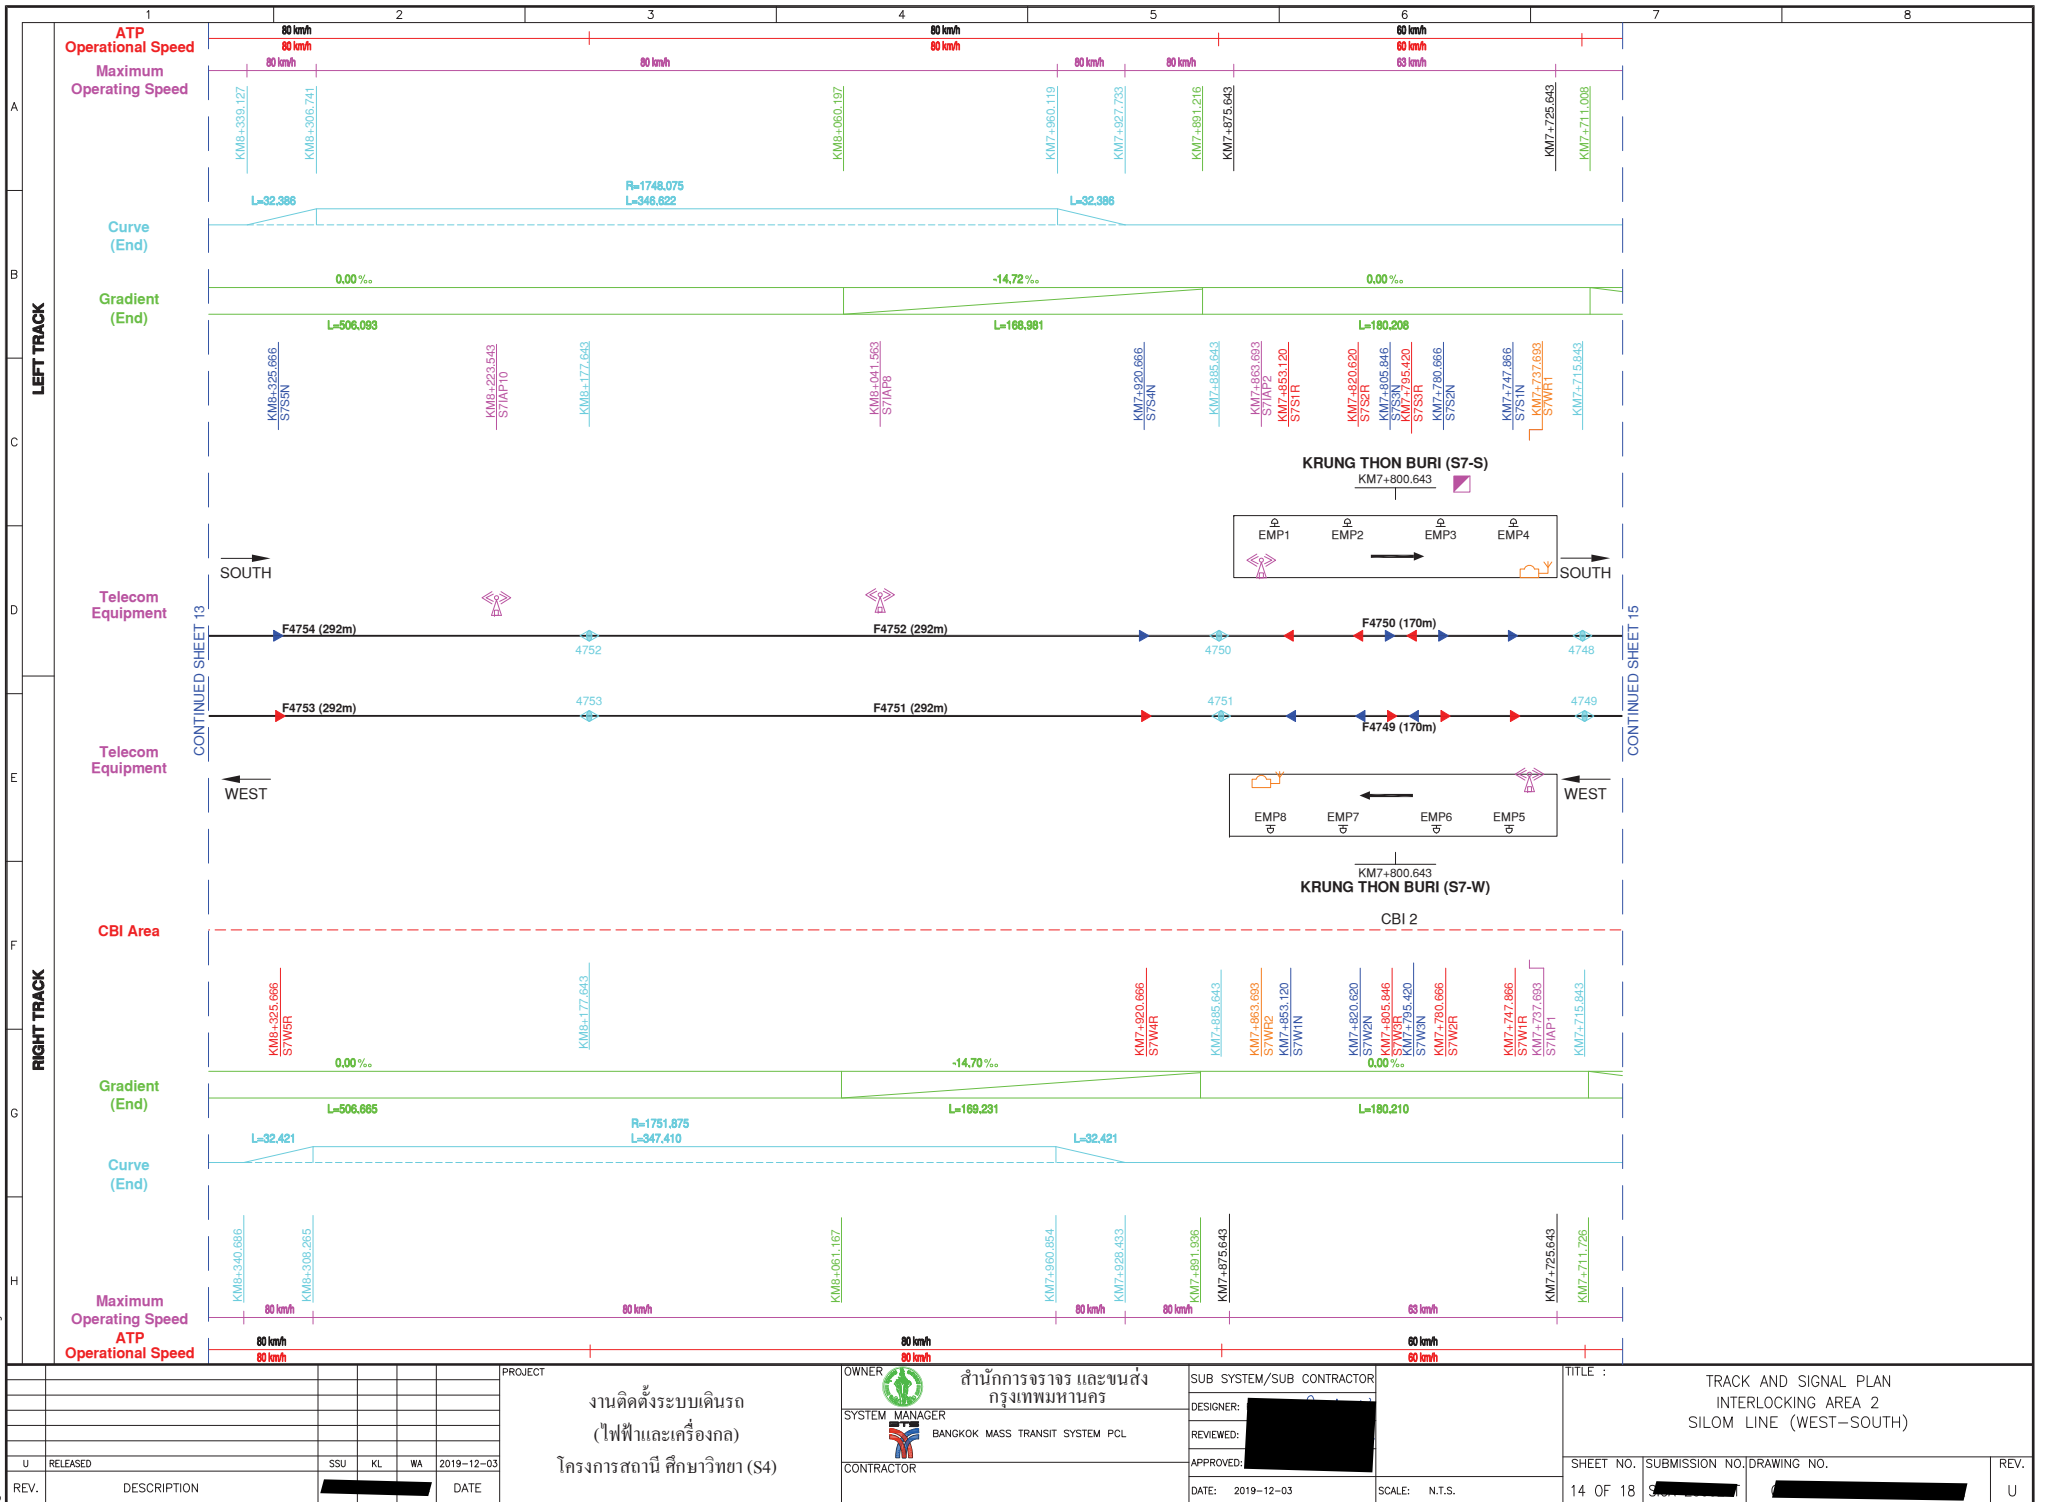 1 2 3 4 5 6 7 8
A
B
C
D
E
F
G
H
LEFT TRACK
RIGHT TRACK
ATP
Operational Speed
80 km/h 80 km/h 60 km/h
80 km/h 80 km/h 60 km/h
Maximum
Operating Speed
80 km/h 80 km/h 80 km/h 80 km/h 63 km/h
KM8+339.127
KM8+306.741
KM8+060.197
KM7+960.119
KM7+927.733
KM7+891.216
KM7+875.643
KM7+725.643
KM7+711.008
Curve
(End)
L=32.386
R=1748.075
L=346.622
L=32.386
Gradient
(End)
0.00 ‰ -14.72 ‰ 0.00 ‰
L=506.093 L=168.981 L=180.208
KM8+325.666
S7S5N
KM8+223.543
S7IAP10
KM8+177.643
KM8+041.563
S7IAP8
KM7+920.666
S7S4N
KM7+885.643
KM7+863.693
S7IAP2
KM7+853.120
S7S1R
KM7+820.620
S7S2R
KM7+805.846
S7S3N
KM7+795.420
S7S3R
KM7+780.666
S7S2N
KM7+747.866
S7S1N
KM7+737.693
S7WR1
KM7+715.843
KRUNG THON BURI (S7-S)
KM7+800.643
EMP1 EMP2 EMP3 EMP4
SOUTH SOUTH
Telecom
Equipment
CONTINUED SHEET 13
CONTINUED SHEET 15
F4754 (292m) F4752 (292m) F4750 (170m)
4752 4750 4748
4753 4751 4749
F4753 (292m) F4751 (292m) F4749 (170m)
Telecom
Equipment
WEST WEST
EMP8 EMP7 EMP6 EMP5
KM7+800.643
KRUNG THON BURI (S7-W)
CBI 2
CBI Area
KM8+325.666
S7W5R
KM8+177.643
KM7+920.666
S7W4R
KM7+885.643
KM7+863.693
S7WR2
KM7+853.120
S7W1N
KM7+820.620
S7W2N
KM7+805.846
S7W3R
KM7+795.420
S7W3N
KM7+780.666
S7W2R
KM7+747.866
S7W1R
KM7+737.693
S7IAP1
KM7+715.843
Gradient
(End)
0.00 ‰ -14.70 ‰ 0.00 ‰
L=506.665 L=169.231 L=180.210
Curve
(End)
L=32.421
R=1751.875
L=347.410
L=32.421
KM8+340.686
KM8+308.265
KM8+061.167
KM7+960.854
KM7+928.433
KM7+891.936
KM7+875.643
KM7+725.643
KM7+711.726
Maximum
Operating Speed
80 km/h 80 km/h 80 km/h 80 km/h 63 km/h
ATP
Operational Speed
80 km/h 80 km/h 60 km/h
80 km/h 80 km/h 60 km/h
U RELEASED SSU KL WA 2019-12-03
REV. DESCRIPTION DATE
PROJECT
งานติดตั้งระบบเดินรถ
(ไฟฟ้าและเครื่องกล)
โครงการสถานี ศึกษาวิทยา (S4)
OWNER
สำนักการจราจร และขนส่ง
กรุงเทพมหานคร
SYSTEM MANAGER
BANGKOK MASS TRANSIT SYSTEM PCL
CONTRACTOR
SUB SYSTEM/SUB CONTRACTOR
DESIGNER:
REVIEWED:
APPROVED:
DATE: 2019-12-03
SCALE: N.T.S.
TITLE :
TRACK AND SIGNAL PLAN
INTERLOCKING AREA 2
SILOM LINE (WEST-SOUTH)
SHEET NO. SUBMISSION NO. DRAWING NO. REV.
14 OF 18 U